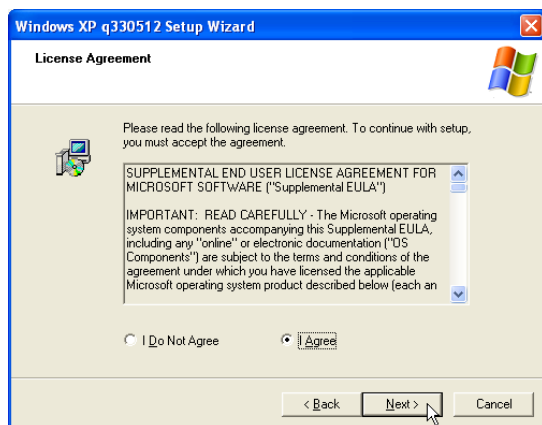 Windows XP q330512 Setup Wizard
License Agreement
Please read the following license agreement. To continue with setup,
you must accept the agreement.
SUPPLEMENTAL END USER LICENSE AGREEMENT FOR
MICROSOFT SOFTWARE ("Supplemental EULA")
IMPORTANT: READ CAREFULLY - The Microsoft operating
system components accompanying this Supplemental EULA,
including any "online" or electronic documentation ("OS
Components") are subject to the terms and conditions of the
agreement under which you have licensed the applicable
Microsoft operating system product described below (each an
I Do Not Agree
I Agree
< Back
Next >
Cancel